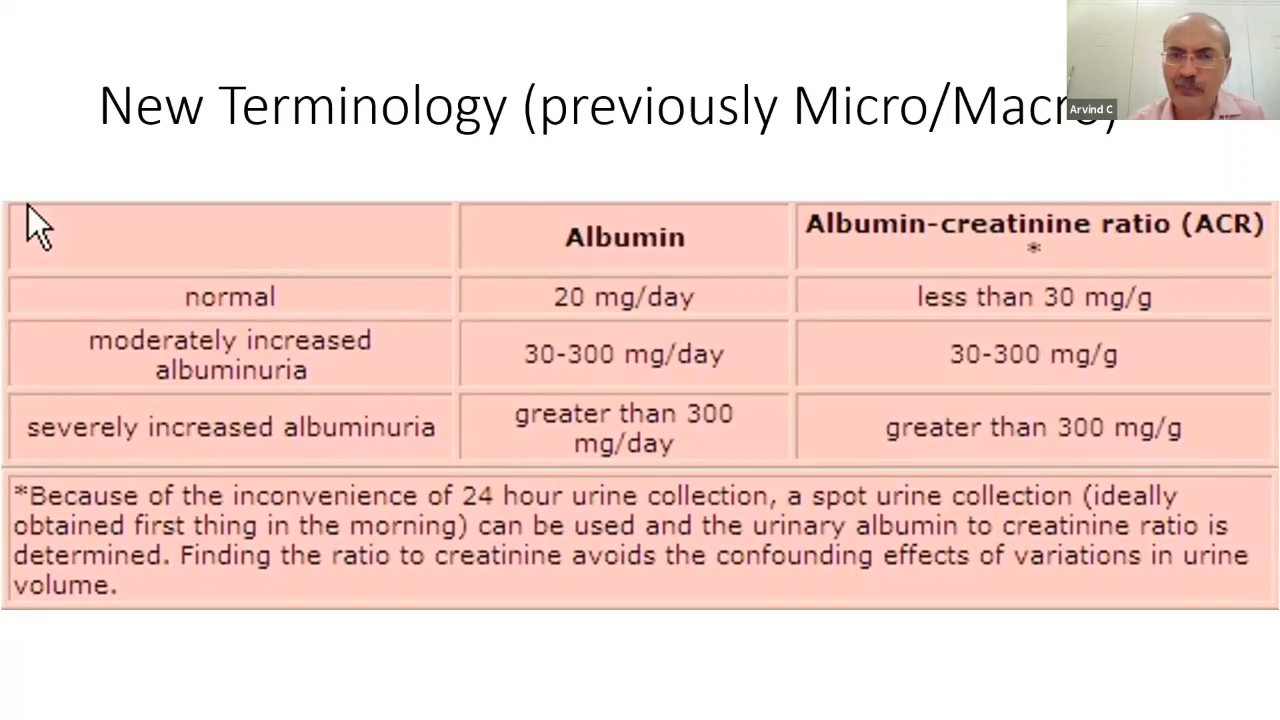 New Terminology (previously Micro/Macro)
Arvind C
Albumin
Albumin-creatinine ratio (ACR)
*
normal
20 mg/day
less than 30 mg/g
moderately increased
albuminuria
30-300 mg/day
30-300 mg/g
severely increased albuminuria
greater than 300
mg/day
greater than 300 mg/g
*Because of the inconvenience of 24 hour urine collection, a spot urine collection (ideally
obtained first thing in the morning) can be used and the urinary albumin to creatinine ratio is
determined. Finding the ratio to creatinine avoids the confounding effects of variations in urine
volume.